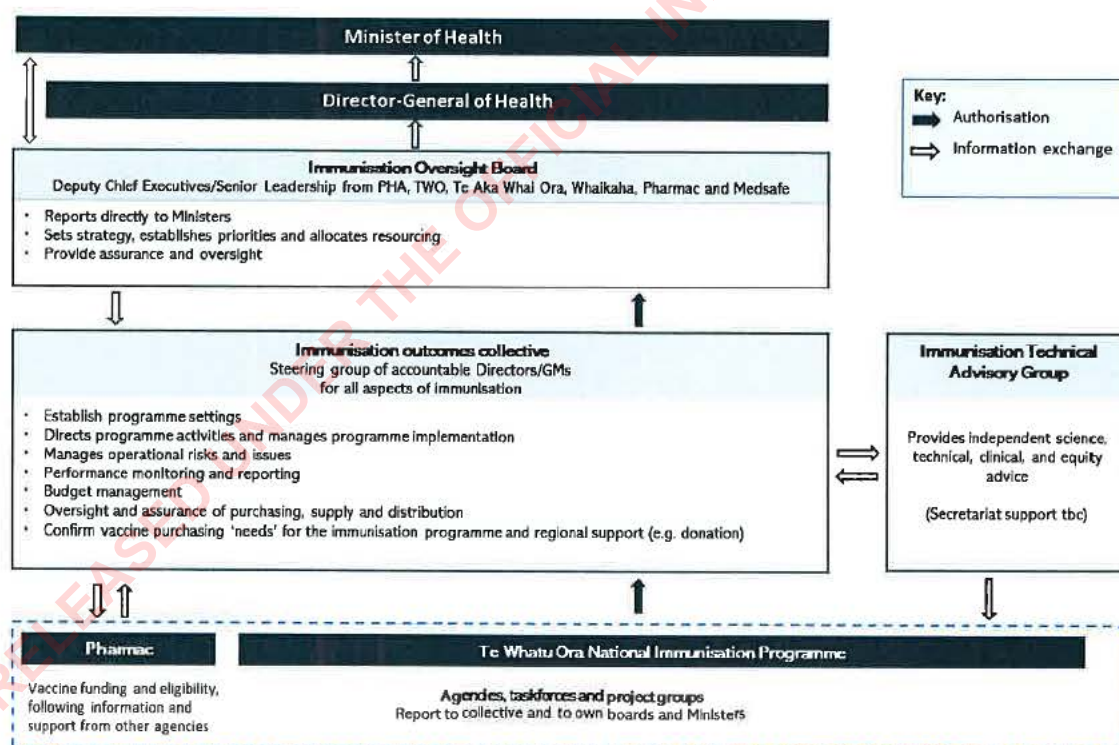 Minister of Health
Director-General of Health
Key:
Authorisation
Information exchange
Immunisation Oversight Board
Deputy Chief Executives/Senior Leadership from PHA, TWO, Te Aka Whai Ora, Whaikaha, Pharmac and Medsafe
· Reports directly to Ministers
· Sets strategy, establishes priorities and allocates resourcing
· Provide assurance and oversight
Immunisation outcomes collective
Steering group of accountable Directors/GMs
for all aspects of immunisation
· Establish programme settings
· Directs programme activities and manages programme implementation
· Manages operational risks and issues
· Performance monitoring and reporting
· Budget management
· Oversight and assurance of purchasing, supply and distribution
· Confirm vaccine purchasing 'needs' for the immunisation programme and regional support (e.g. donation)
Immunisation Technical
Advisory Group
Provides independent science,
technical, clinical, and equity
advice
(Secretariat support tbc)
Pharmac
Vaccine funding and eligibility,
following information and
support from other agencies
Te Whatu Ora National Immunisation Programme
Agencies, taskforces and project groups
Report to collective and to own boards and Ministers
RELEASED UNDER THE OFFICIAL IN